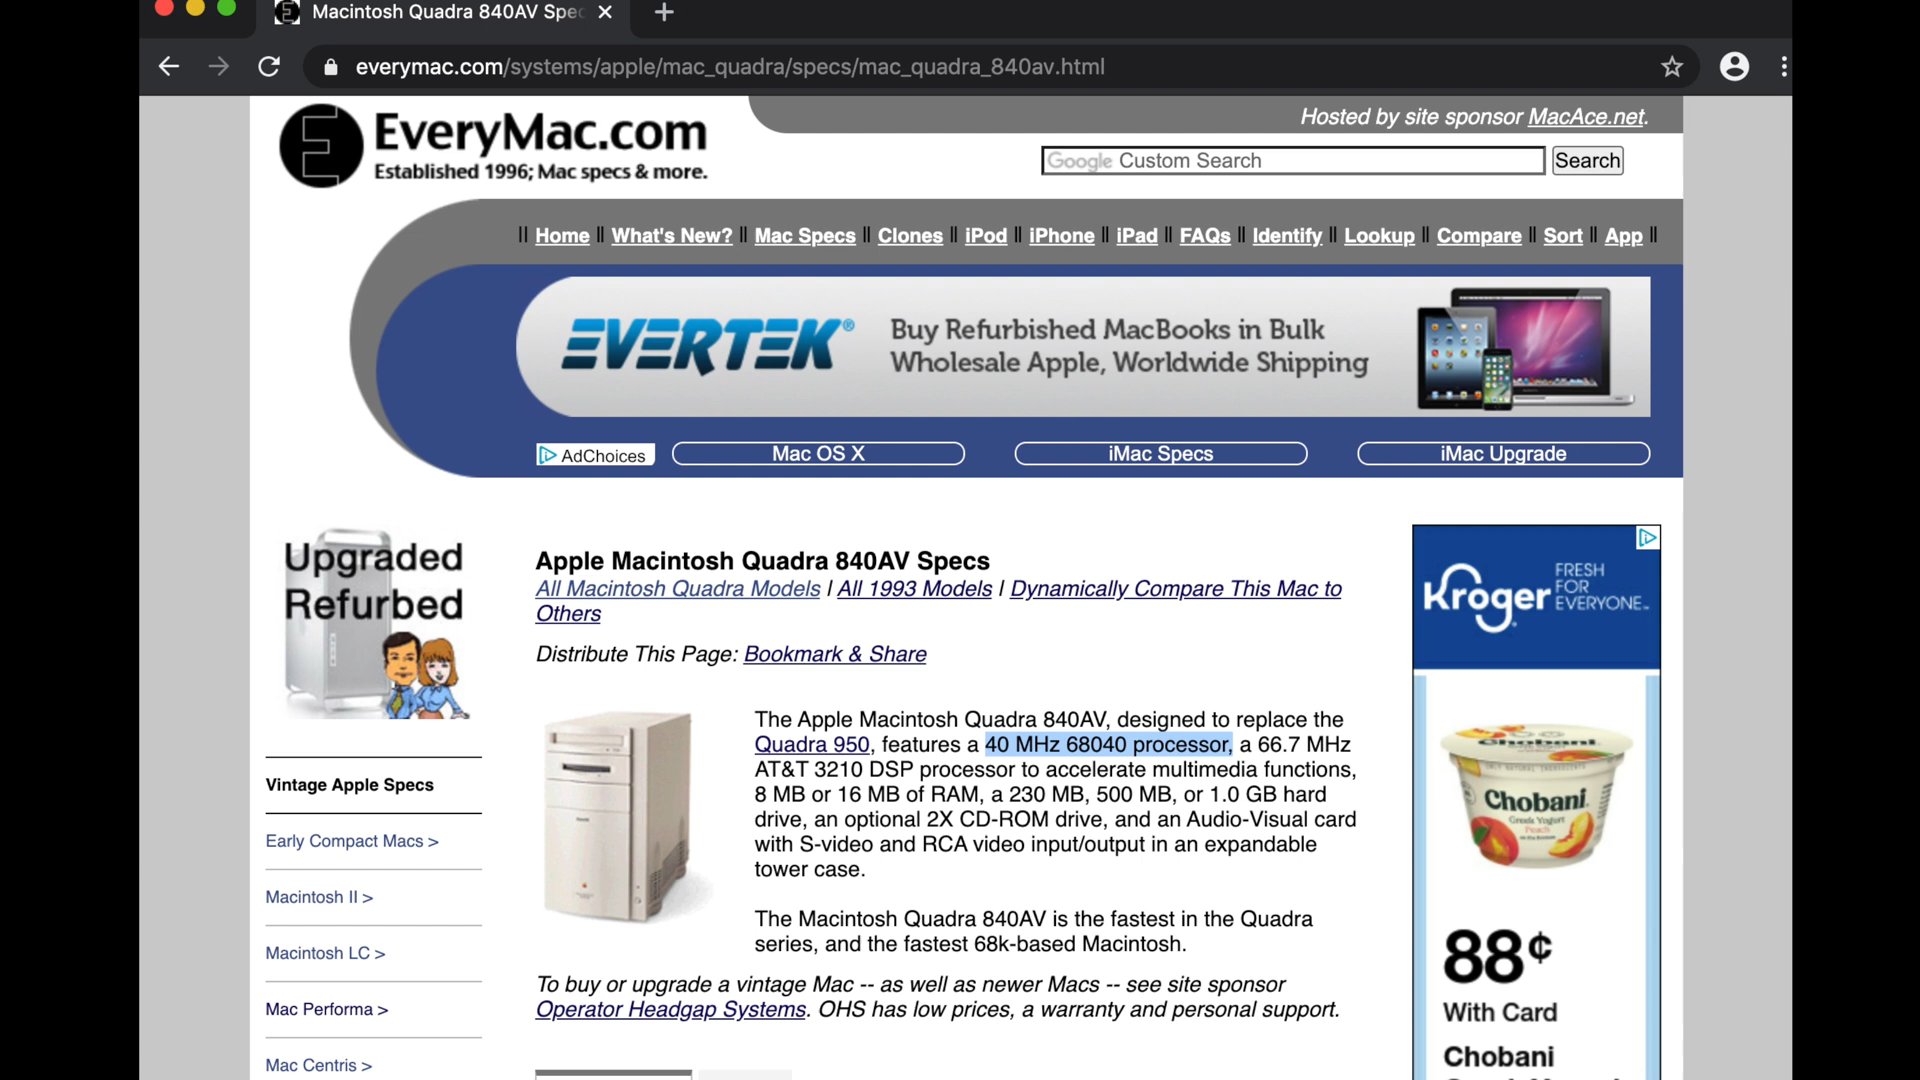 Macintosh Quadra 840AV Spec
everymac.com/systems/apple/mac_quadra/specs/mac_quadra_840av.html
EveryMac.com
Established 1996; Mac specs & more.
Hosted by site sponsor MacAce.net.
Google Custom Search
Search
|| Home || What's New? || Mac Specs || Clones || iPod || iPhone || iPad || FAQs || Identify || Lookup || Compare || Sort || App ||
EVERTEK®
Buy Refurbished MacBooks in Bulk
Wholesale Apple, Worldwide Shipping
AdChoices
Mac OS X
iMac Specs
iMac Upgrade
Upgraded
Refurbed
Vintage Apple Specs
Early Compact Macs >
Macintosh II >
Macintosh LC >
Mac Performa >
Mac Centris >
Apple Macintosh Quadra 840AV Specs
All Macintosh Quadra Models | All 1993 Models | Dynamically Compare This Mac to
Others
Distribute This Page: Bookmark & Share
The Apple Macintosh Quadra 840AV, designed to replace the
Quadra 950, features a 40 MHz 68040 processor, a 66.7 MHz
AT&T 3210 DSP processor to accelerate multimedia functions,
8 MB or 16 MB of RAM, a 230 MB, 500 MB, or 1.0 GB hard
drive, an optional 2X CD-ROM drive, and an Audio-Visual card
with S-video and RCA video input/output in an expandable
tower case.
The Macintosh Quadra 840AV is the fastest in the Quadra
series, and the fastest 68k-based Macintosh.
To buy or upgrade a vintage Mac -- as well as newer Macs -- see site sponsor
Operator Headgap Systems. OHS has low prices, a warranty and personal support.
Kroger
FRESH
FOR
EVERYONE™
Chobani
Chobani
Greek Yogurt
Peach
88¢
With Card
Chobani